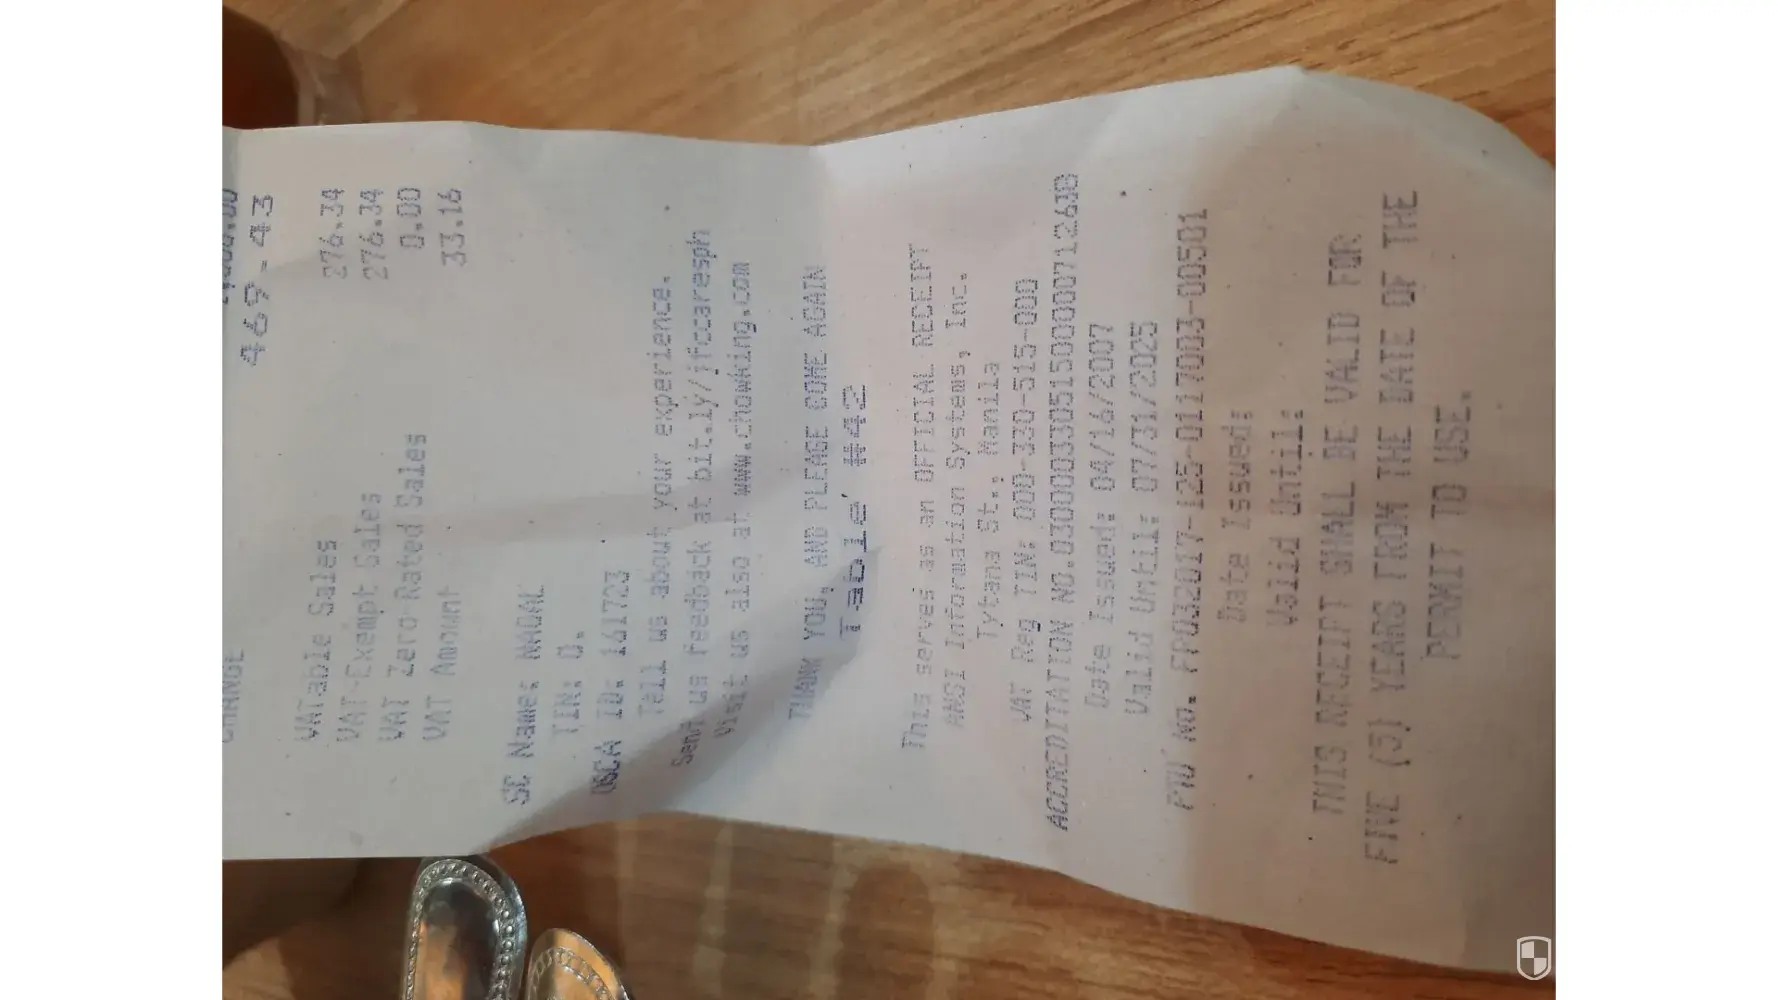 CHANGE 469.43
VATable Sales 276.34
VAT-Exempt Sales 276.34
VAT Zero-Rated Sales 0.00
VAT Amount 33.16
SC Name: NAQAL
TIN: 0.
OSCA ID: 161723
Tell us about your experience.
Send us feedback at bit.ly/jfccaresph
Visit us also at www.chowking.com
THANK YOU, AND PLEASE COME AGAIN
Table #42
This serves as an OFFICIAL RECEIPT
ANSI Information Systems, Inc.
Tytana St., Manila
VAT Reg TIN: 000-330-515-000
ACCREDITATION NO.
Date Issued: 04/16/2007
Valid Until: 07/31/2025
PTU No. FP032017-125-0117003-00501
Date Issued:
Valid Until:
THIS RECEIPT SHALL BE VALID FOR
FIVE (5) YEARS FROM THE DATE OF THE
PERMIT TO USE.